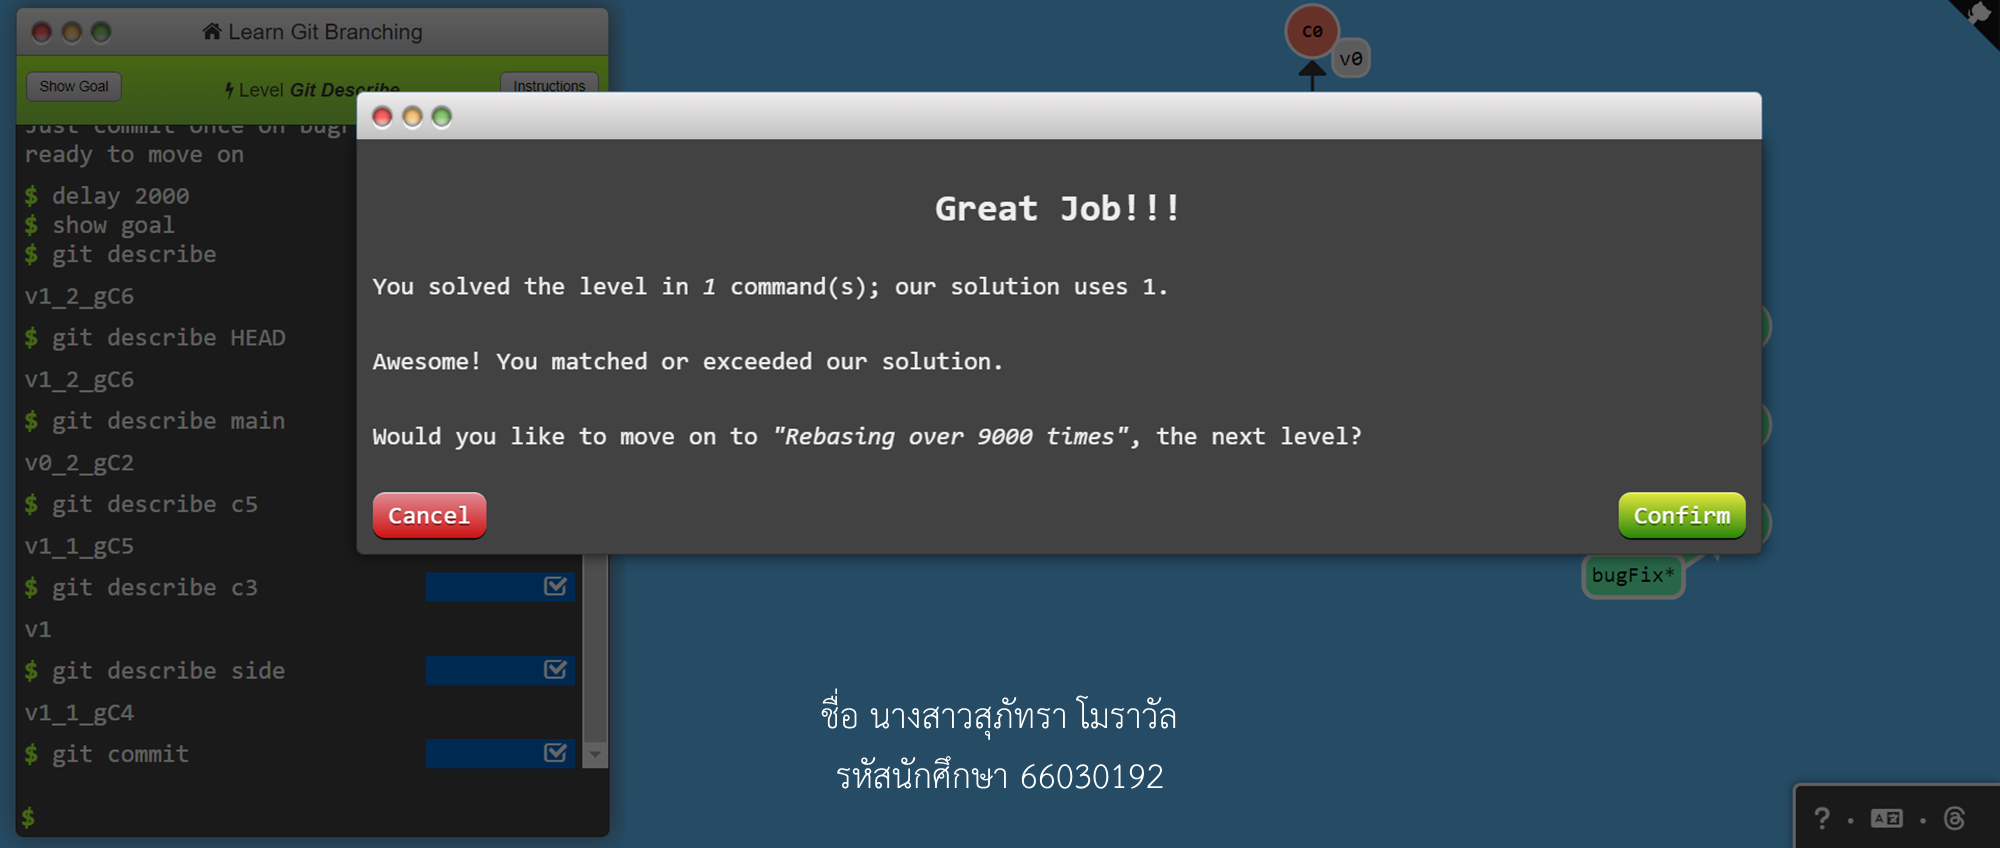 Learn Git Branching
Show Goal
Level Git Describe
Instructions
Just commit once on bugF
ready to move on
$ delay 2000
$ show goal
$ git describe
v1_2_gC6
$ git describe HEAD
v1_2_gC6
$ git describe main
v0_2_gC2
$ git describe c5
v1_1_gC5
$ git describe c3
v1
$ git describe side
v1_1_gC4
$ git commit
$
C0
v0
Great Job!!!
You solved the level in 1 command(s); our solution uses 1.
Awesome! You matched or exceeded our solution.
Would you like to move on to "Rebasing over 9000 times", the next level?
Cancel
Confirm
bugFix*
ชื่อ นางสาวสุภัทรา โมราวัล
รหัสนักศึกษา 66030192
?